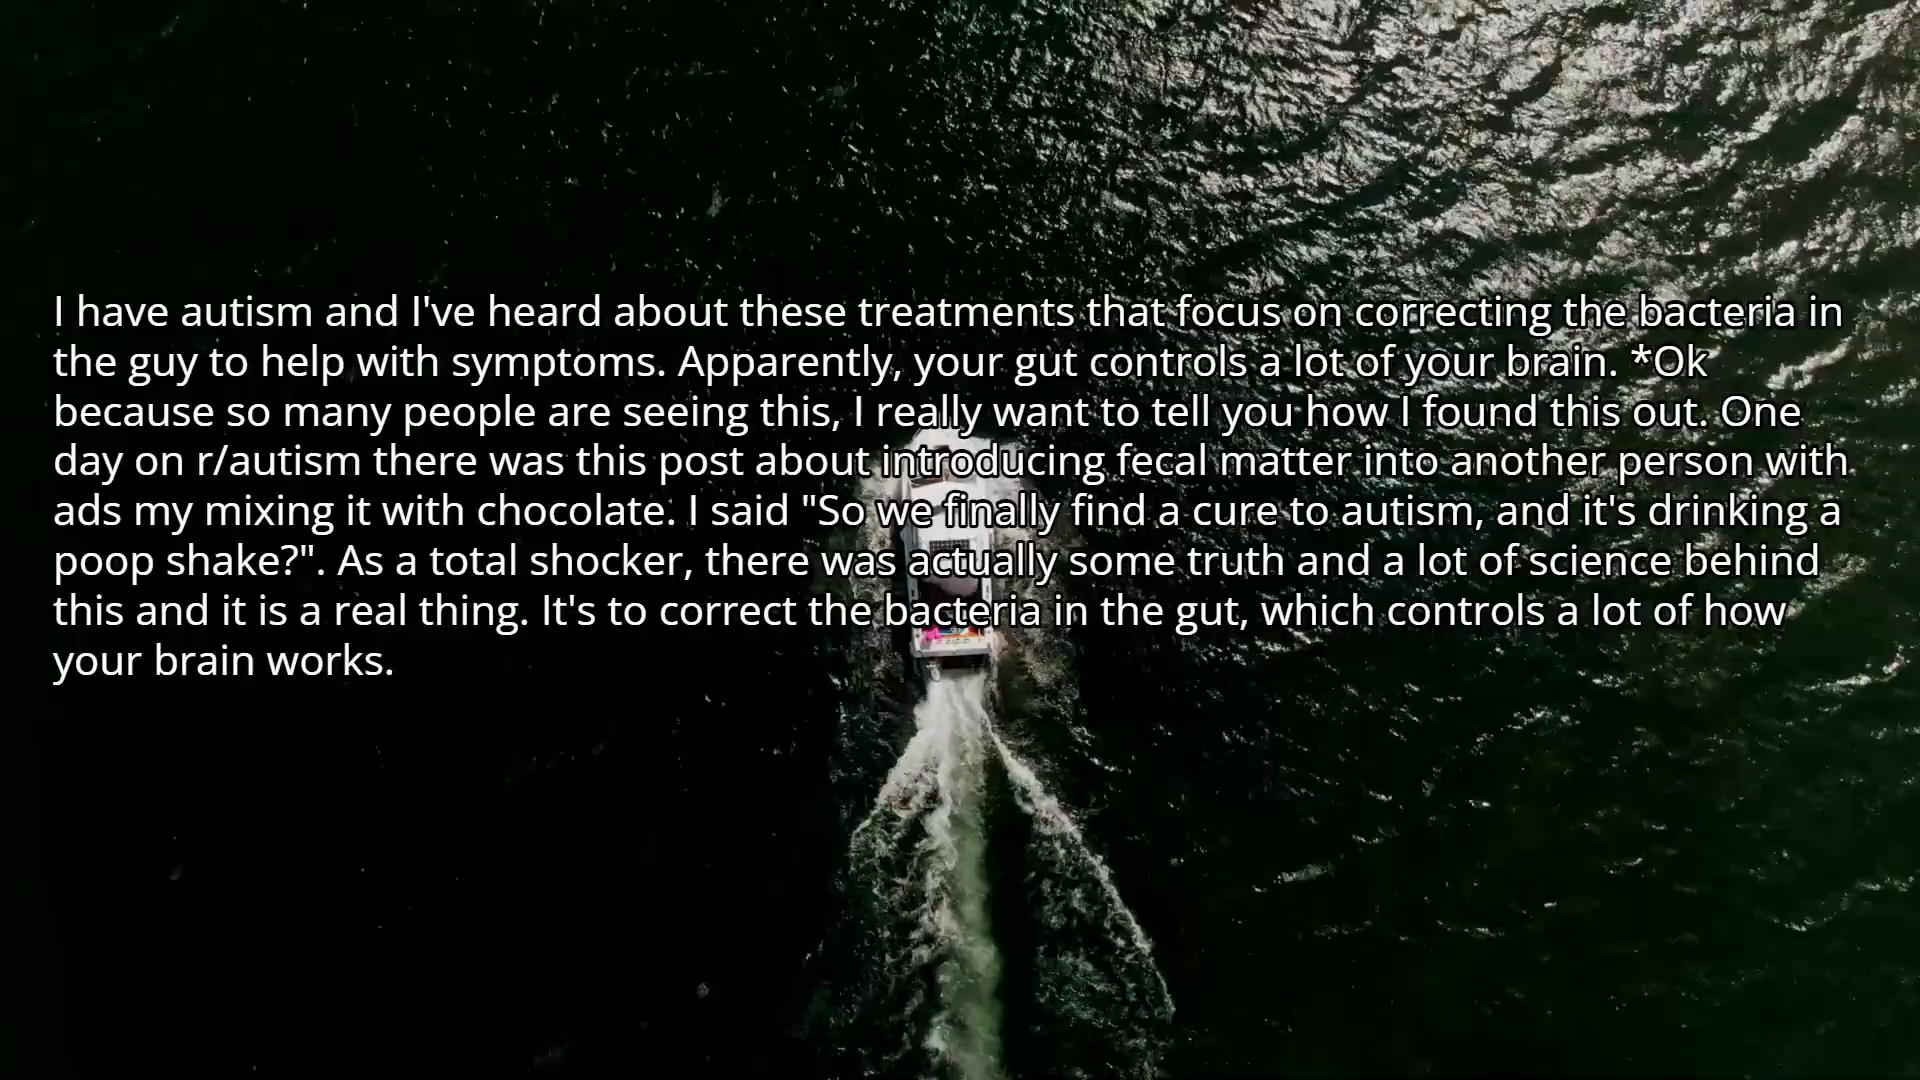 I have autism and I've heard about these treatments that focus on correcting the bacteria in
the guy to help with symptoms. Apparently, your gut controls a lot of your brain. *Ok
because so many people are seeing this, I really want to tell you how I found this out. One
day on r/autism there was this post about introducing fecal matter into another person with
ads my mixing it with chocolate. I said "So we finally find a cure to autism, and it's drinking a
poop shake?". As a total shocker, there was actually some truth and a lot of science behind
this and it is a real thing. It's to correct the bacteria in the gut, which controls a lot of how
your brain works.